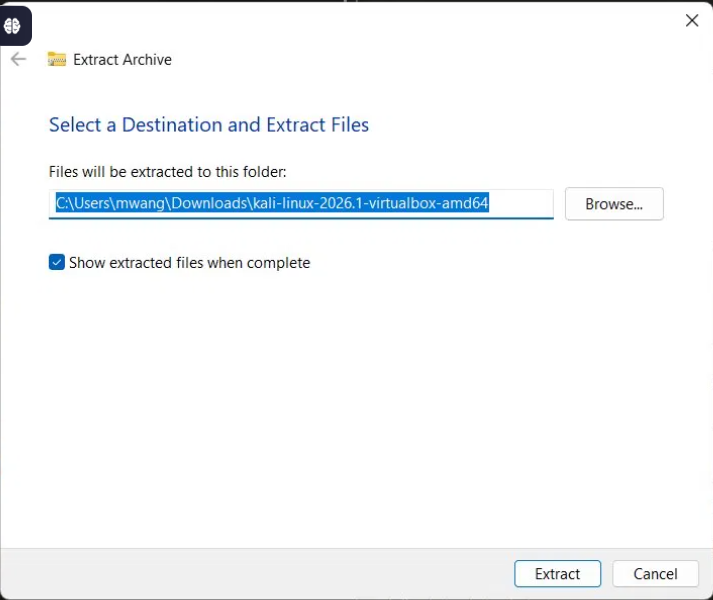 Extract Archive
Select a Destination and Extract Files
Files will be extracted to this folder:
C:\Users\mwang\Downloads\kali-linux-2026.1-virtualbox-amd64
Browse...
Show extracted files when complete
Extract
Cancel